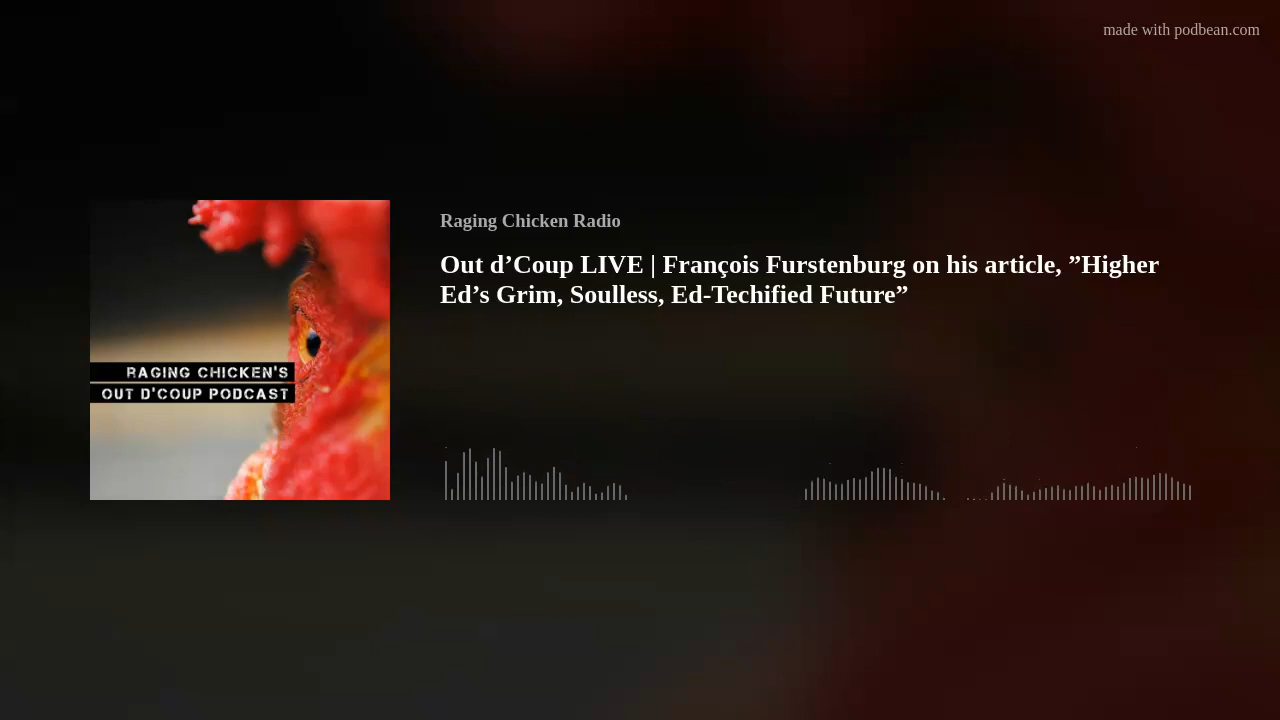 made with podbean.com
Raging Chicken Radio
Out d’Coup LIVE | François Furstenburg on his article, ”Higher
Ed’s Grim, Soulless, Ed-Techified Future”
RAGING CHICKEN'S
OUT D'COUP PODCAST